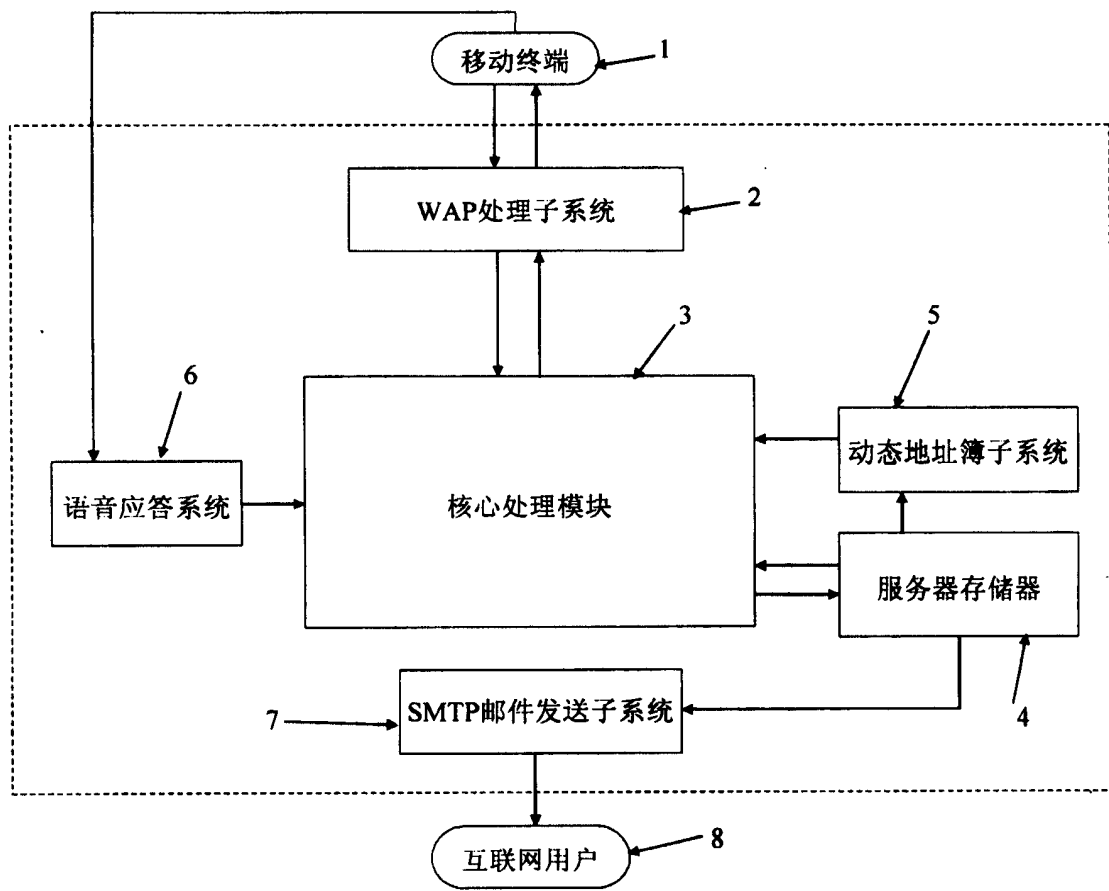 移动终端
1
WAP处理子系统
2
3
5
6
动态地址簿子系统
语音应答系统
核心处理模块
服务器存储器
SMTP邮件发送子系统
7
4
互联网用户
8